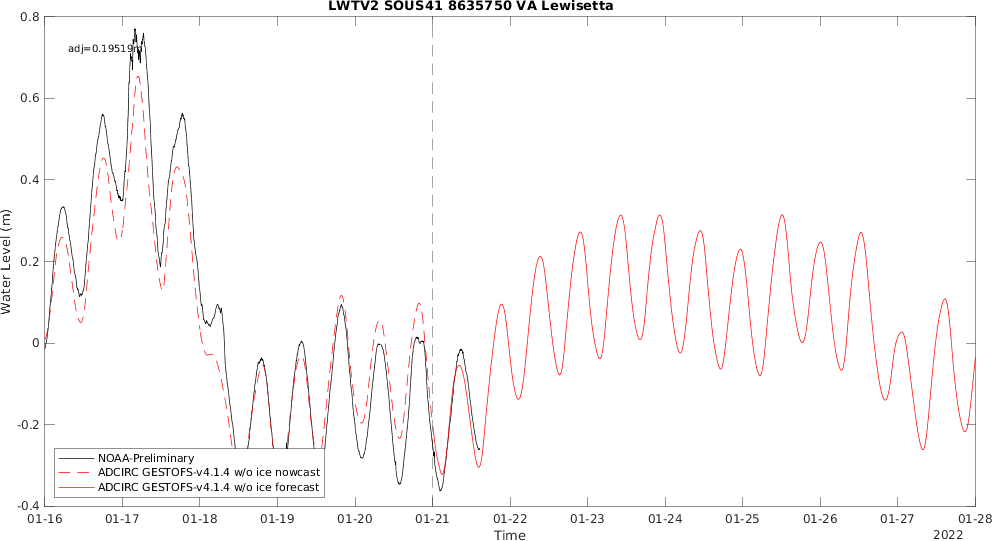 LWTV2 SOUS41 8635750 VA Lewisetta
adj=0.19519m
Water Level (m)
0.8
0.6
0.4
0.2
0
-0.2
-0.4
NOAA-Preliminary
ADCIRC GESTOFS-v4.1.4 w/o ice nowcast
ADCIRC GESTOFS-v4.1.4 w/o ice forecast
01-16 01-17 01-18 01-19 01-20 01-21 01-22 01-23 01-24 01-25 01-26 01-27 01-28
Time
2022